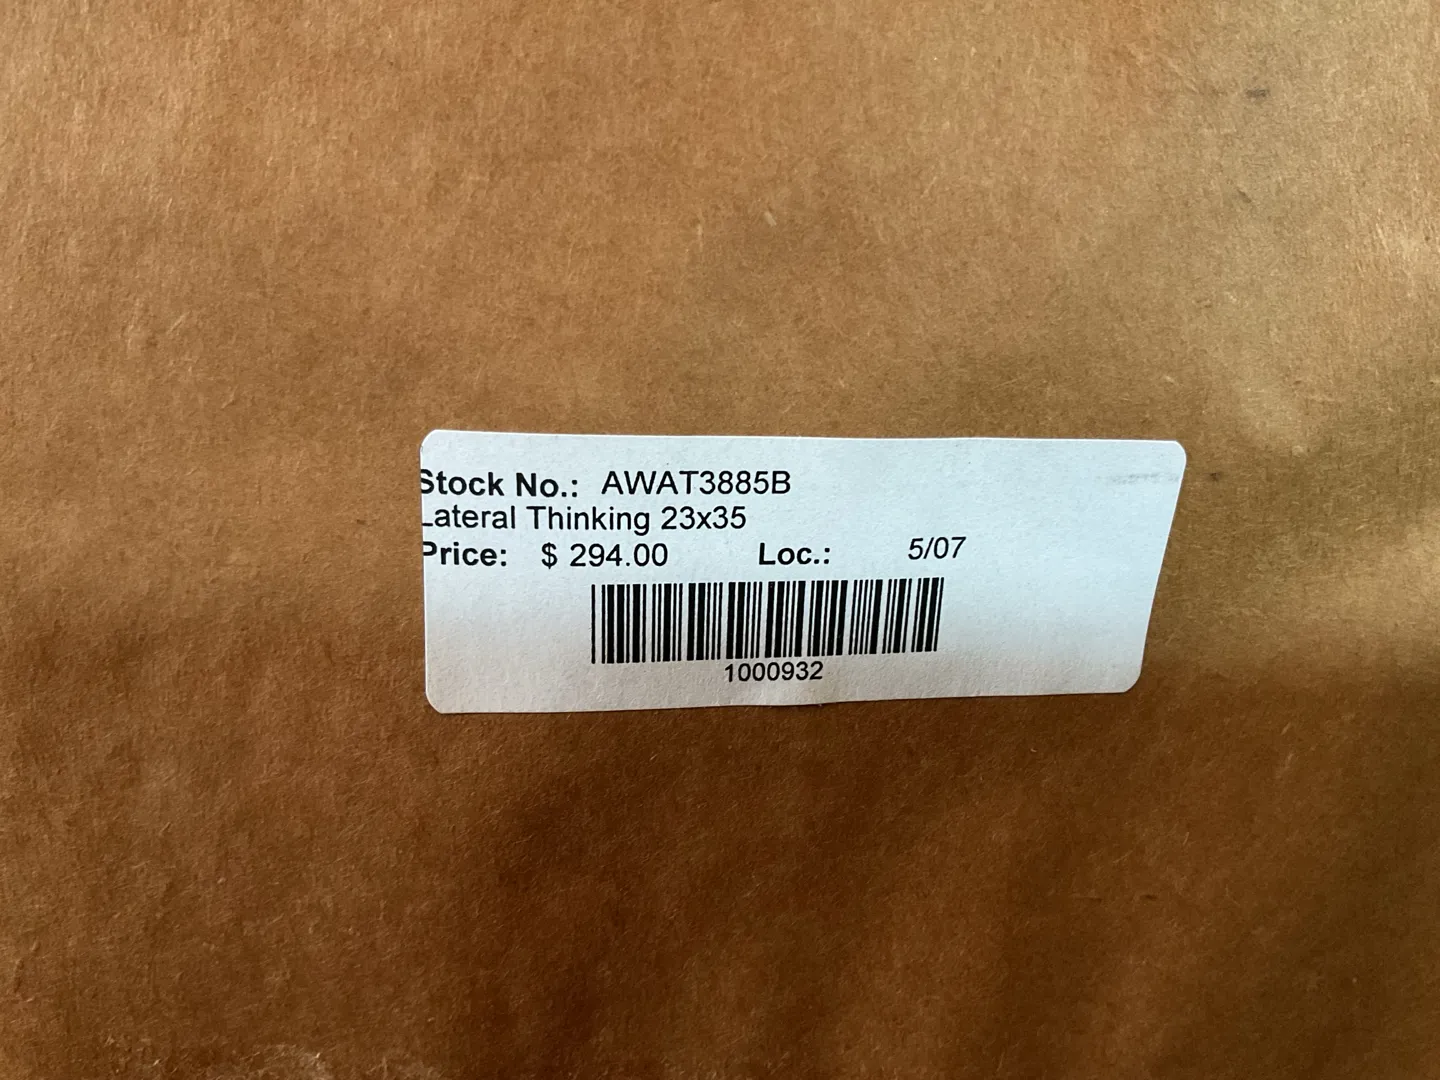 Stock No.: AWAT3885B
Lateral Thinking 23x35
Price: $ 294.00 Loc.: 5/07
1000932